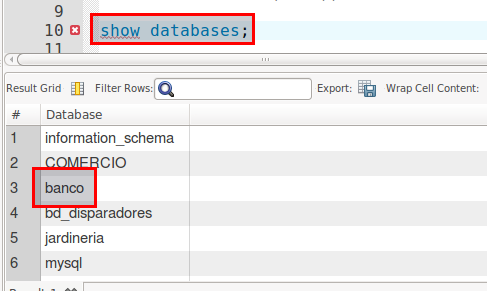 9
10 show databases;
11
Result Grid Filter Rows: Export: Wrap Cell Content:
# Database
1 information_schema
2 COMERCIO
3 banco
4 bd_disparadores
5 jardineria
6 mysql